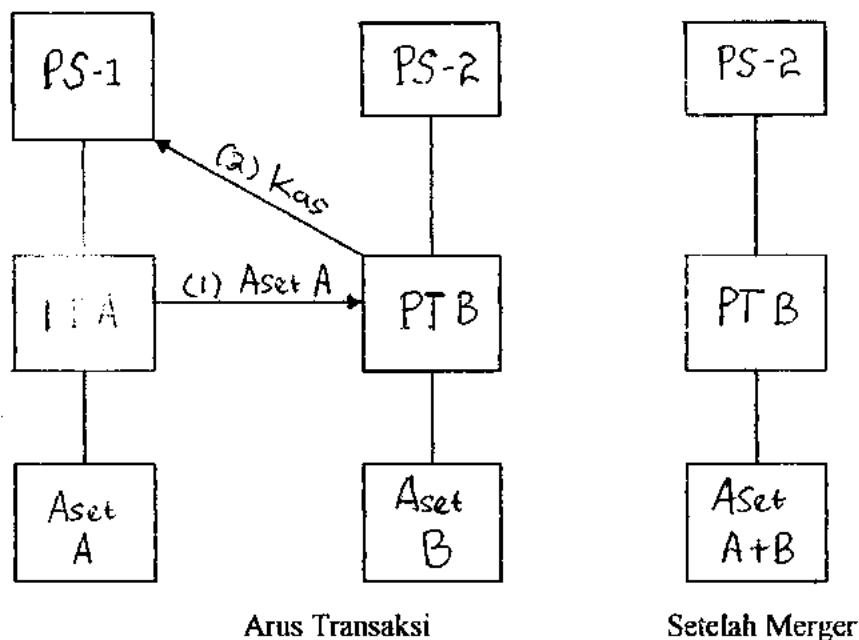 PS-1
PS-2
PS-2
(2) Kas
(1) Aset A
PT A
PT B
PT B
Aset
A
Aset
B
Aset
A+B
Arus Transaksi
Setelah Merger